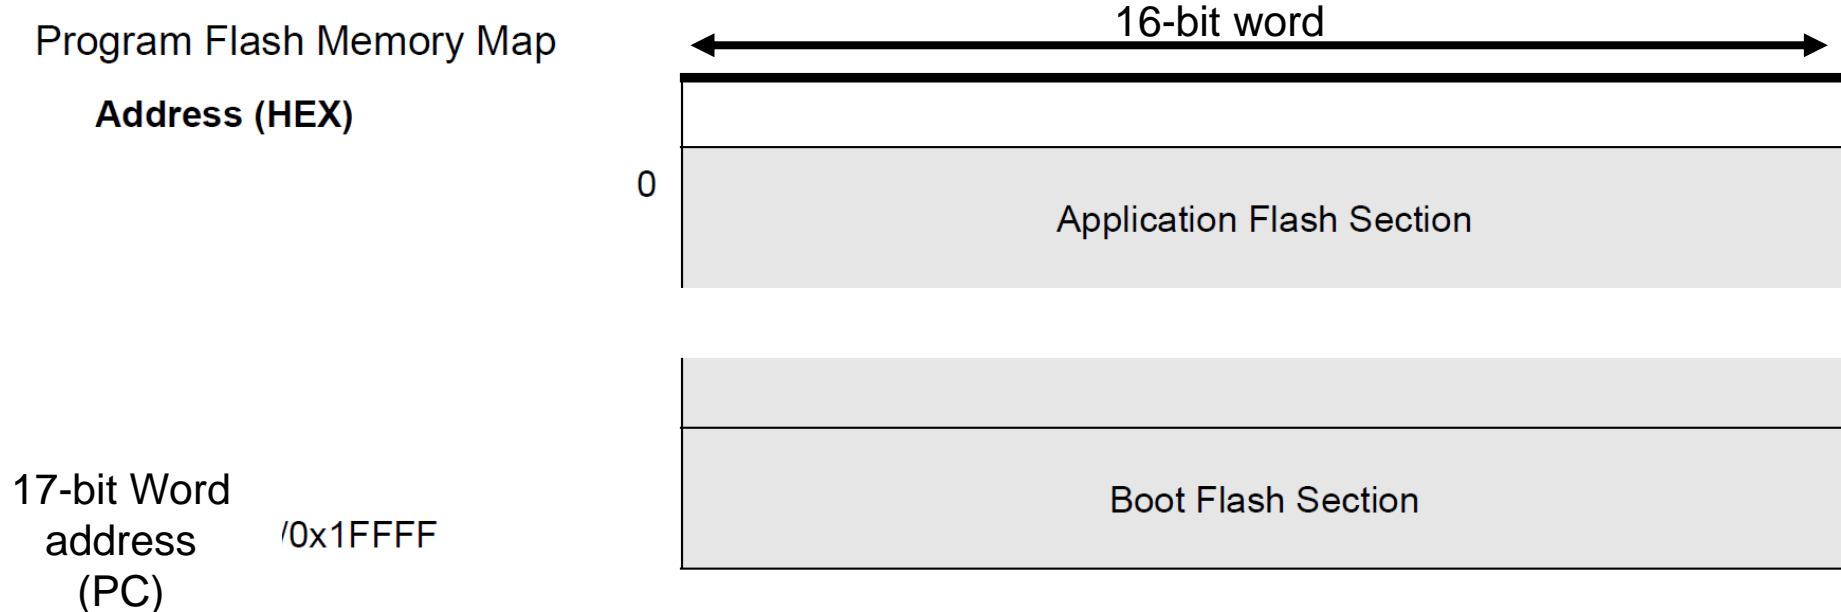 Program Flash Memory Map
16-bit word
Address (HEX)
0
Application Flash Section
Boot Flash Section
17-bit Word
address
(PC)
/0x1FFFF